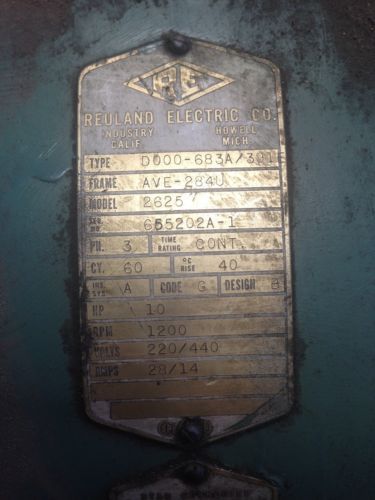 RE
REULAND ELECTRIC CO.
INDUSTRY HOWELL
CALIF MICH.
TYPE D000-683A/301
FRAME AVE-284U
MODEL 2625
SER. NO. 655202A-1
PH. 3 TIME RATING CONT.
CY. 60 °C RISE 40
INS. SYS. A CODE G DESIGN B
HP 10
RPM 1200
VOLTS 220/440
AMPS 28/14